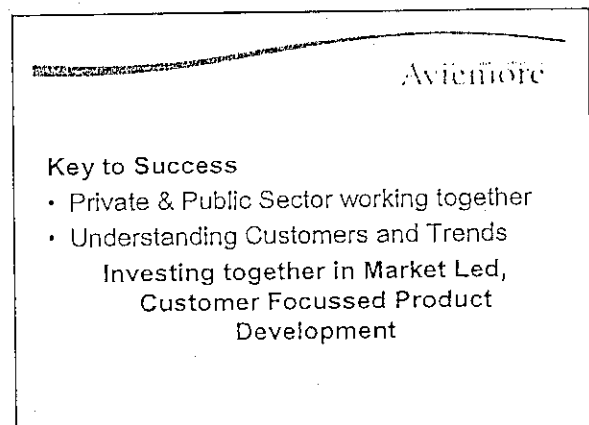 Aviemore
Key to Success
• Private & Public Sector working together
• Understanding Customers and Trends
Investing together in Market Led,
Customer Focussed Product
Development